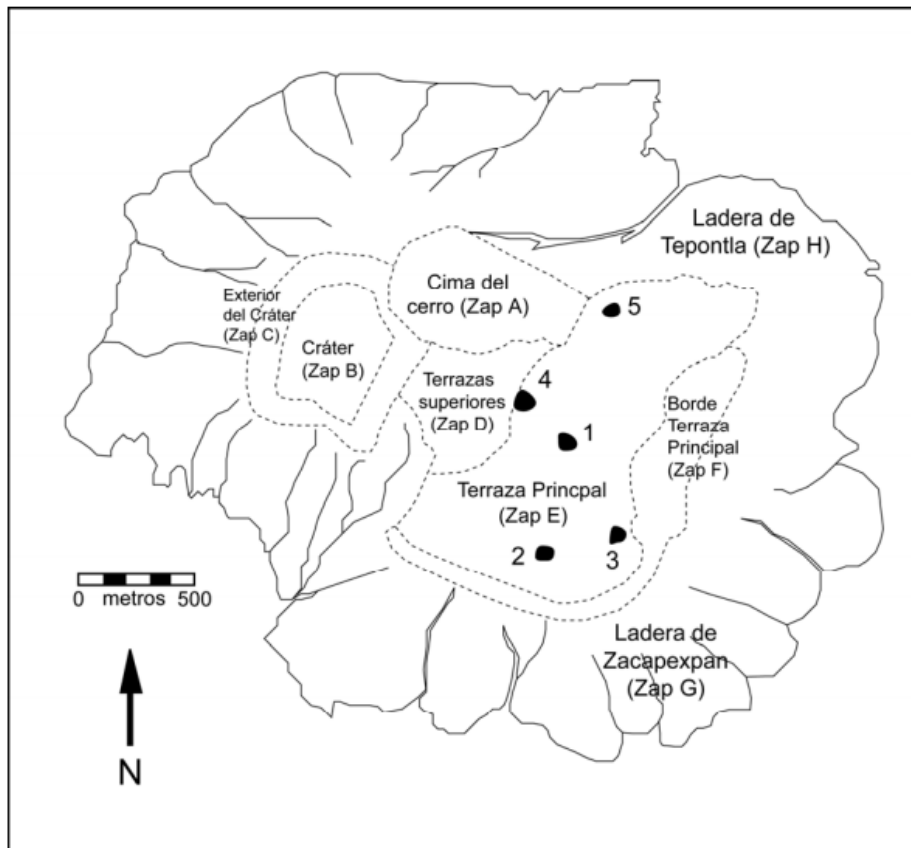 Ladera de
Tepontla (Zap H)
Cima del
cerro (Zap A)
Exterior
del Cráter
(Zap C)
Cráter
(Zap B)
5
Terrazas
superiores
(Zap D)
4
Borde
Terraza
Principal
(Zap F)
1
Terraza Princpal
(Zap E)
2
3
0 metros 500
Ladera de
Zacapexpan
(Zap G)
N